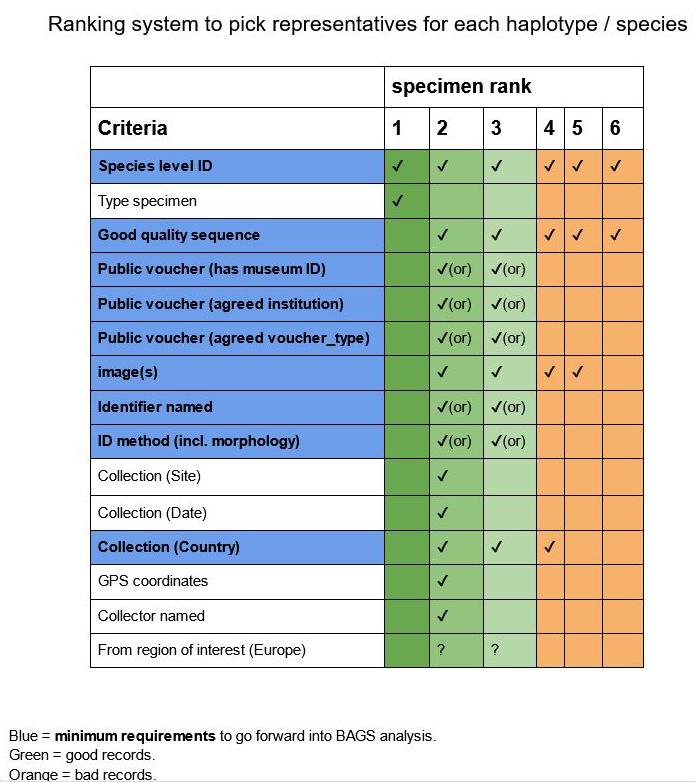 Ranking system to pick representatives for each haplotype / species
specimen rank
Criteria 1 2 3 4 5 6
Species level ID ✓ ✓ ✓ ✓ ✓ ✓
Type specimen ✓
Good quality sequence ✓ ✓ ✓ ✓ ✓
Public voucher (has museum ID) ✓(or) ✓(or)
Public voucher (agreed institution) ✓(or) ✓(or)
Public voucher (agreed voucher_type) ✓(or) ✓(or)
image(s) ✓ ✓ ✓ ✓
Identifier named ✓(or) ✓(or)
ID method (incl. morphology) ✓(or) ✓(or)
Collection (Site) ✓
Collection (Date) ✓
Collection (Country) ✓ ✓ ✓
GPS coordinates ✓
Collector named ✓
From region of interest (Europe) ? ?
Blue = minimum requirements to go forward into BAGS analysis.
Green = good records.
Orange = bad records.